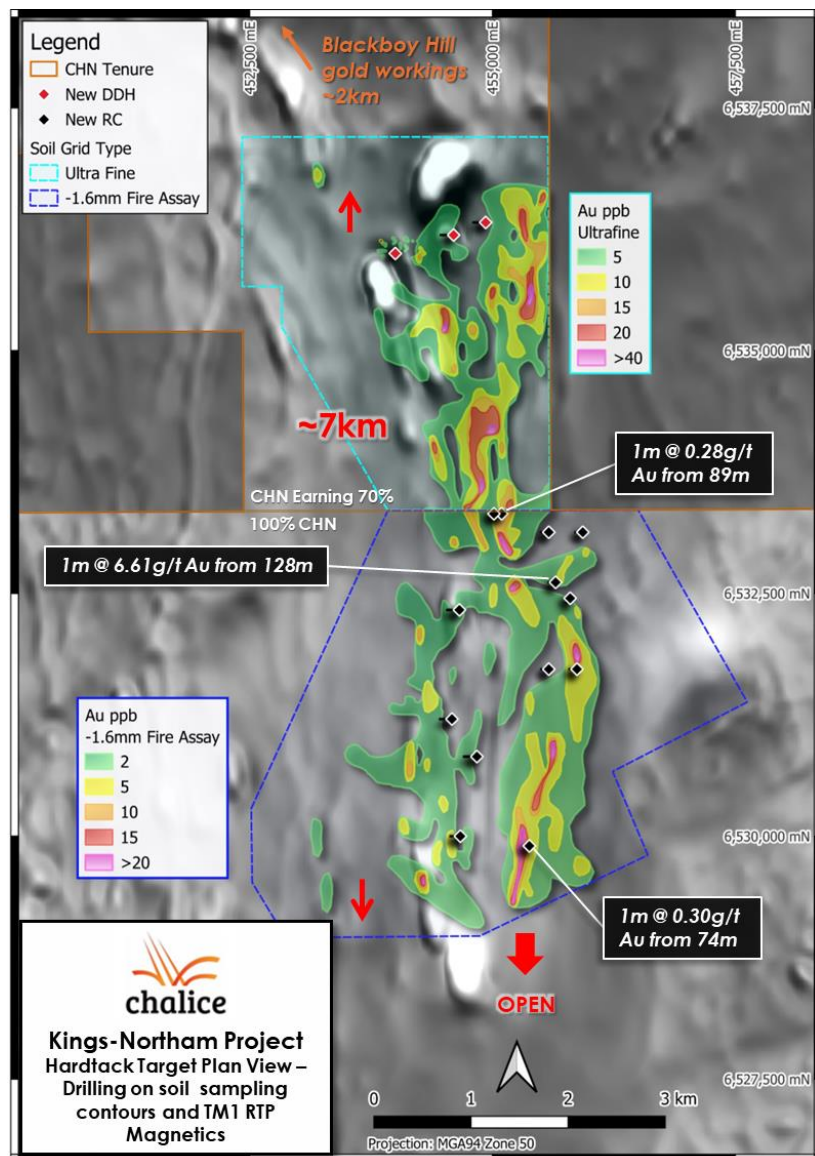 Legend
CHN Tenure
New DDH
New RC
Soil Grid Type
Ultra Fine
-1.6mm Fire Assay
452,500 mE
455,000 mE
457,500 mE
Blackboy Hill
gold workings
~2km
6,537,500 mN
Au ppb
Ultrafine
5
10
15
20
>40
6,535,000 mN
~7km
1m @ 0.28g/t
Au from 89m
CHN Earning 70%
100% CHN
1m @ 6.61g/t Au from 128m
6,532,500 mN
Au ppb
-1.6mm Fire Assay
2
5
10
15
>20
6,530,000 mN
1m @ 0.30g/t
Au from 74m
OPEN
chalice
Kings-Northam Project
Hardtack Target Plan View –
Drilling on soil sampling
contours and TM1 RTP
Magnetics
6,527,500 mN
0 1 2 3 km
Projection: MGA94 Zone 50